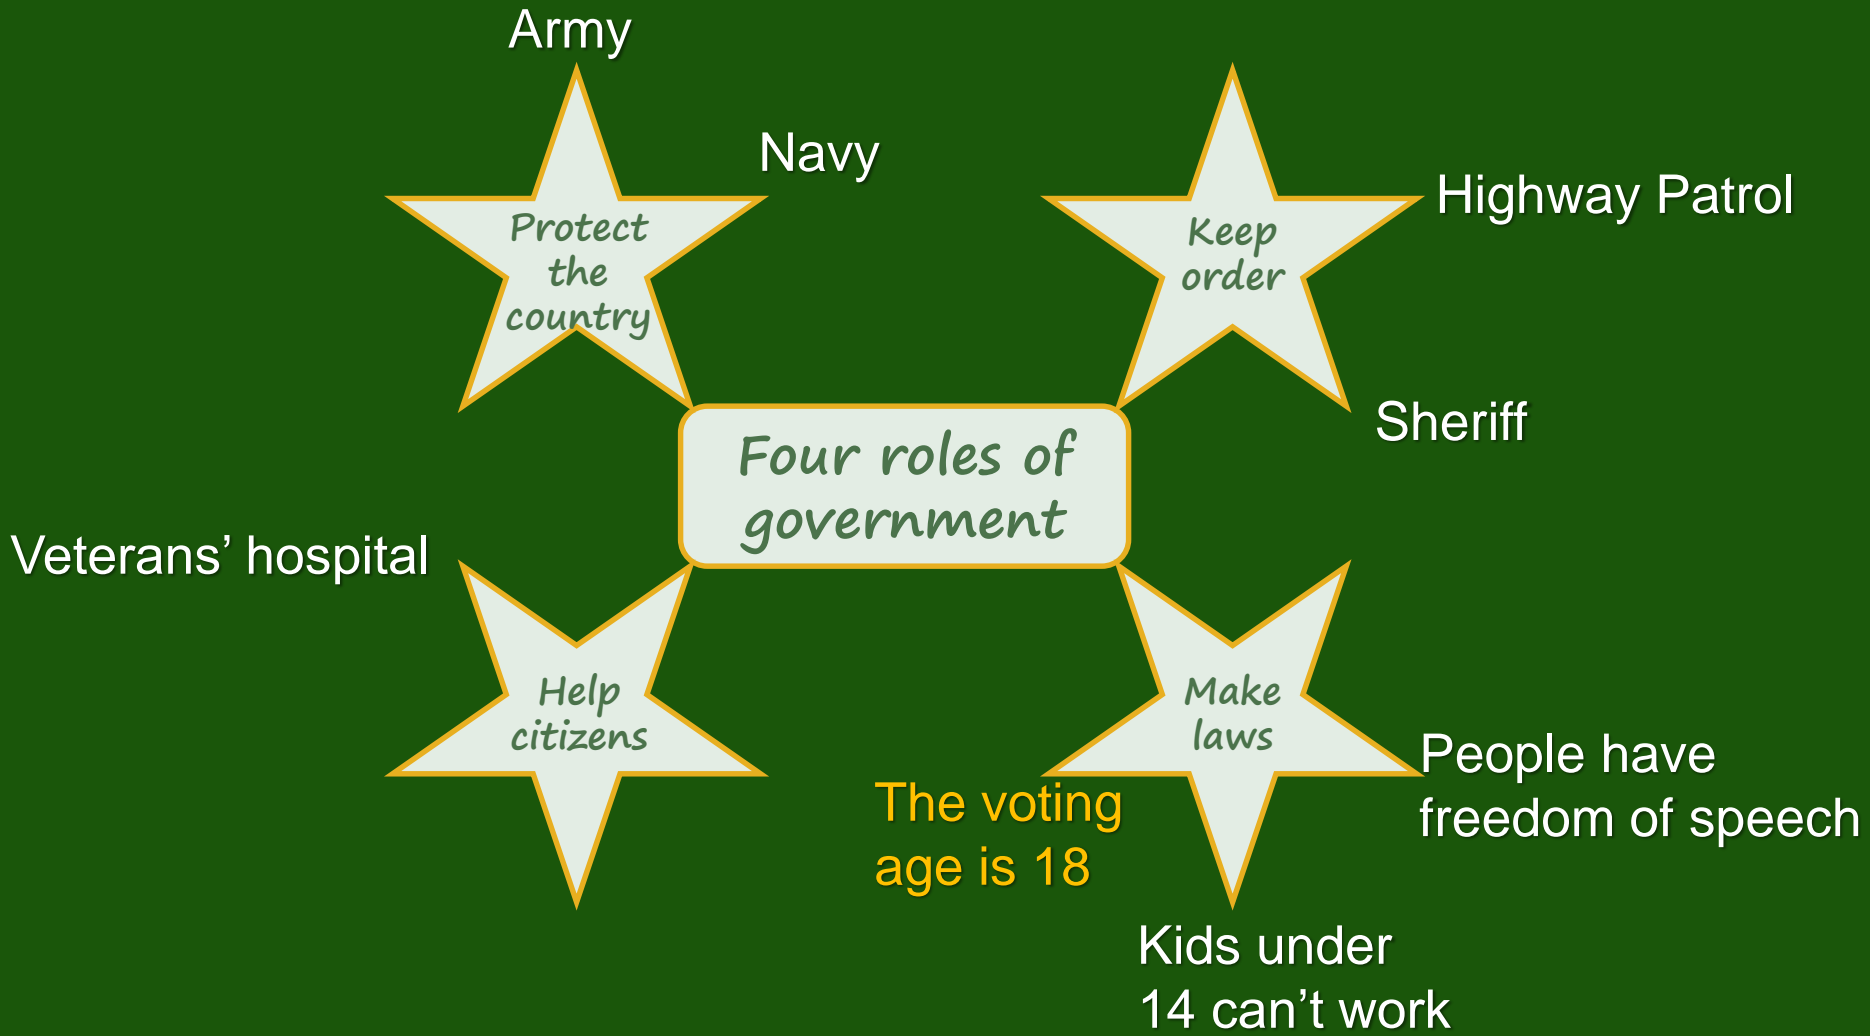 Army
Navy
Protect
the
country
Keep
order
Highway Patrol
Sheriff
Four roles of
government
Veterans’ hospital
Help
citizens
Make
laws
The voting
age is 18
People have
freedom of speech
Kids under
14 can’t work